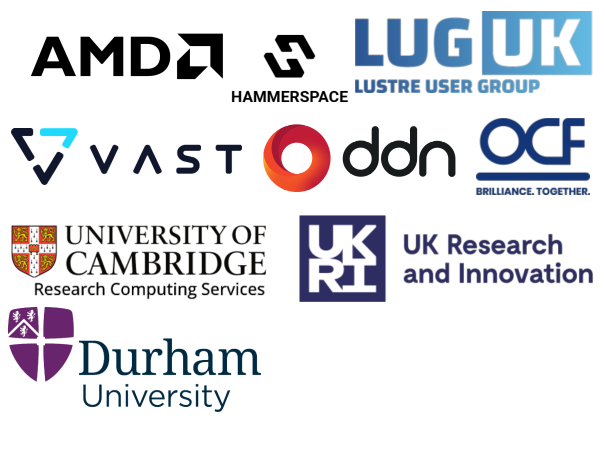 AMD
HAMMERSPACE
LUG UK
LUSTRE USER GROUP
VAST
ddn
OCF
BRILLIANCE. TOGETHER.
UNIVERSITY OF
CAMBRIDGE
Research Computing Services
UK
RI
UK Research
and Innovation
Durham
University